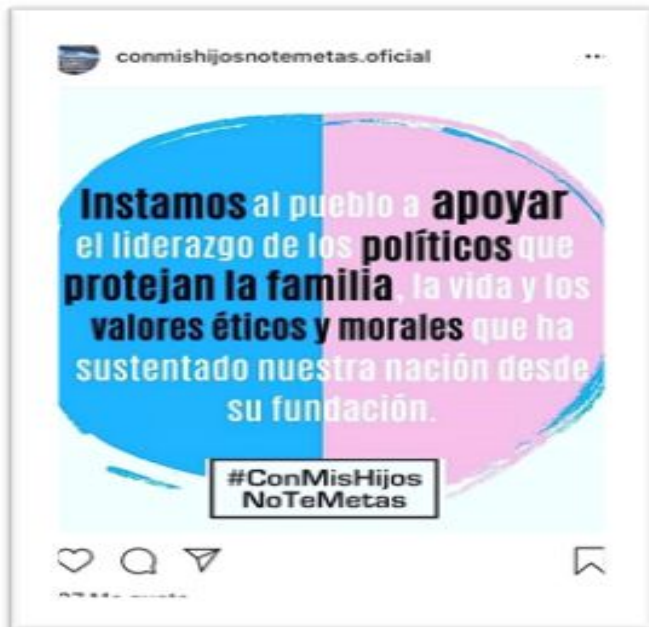 conmishijosnotemetas.oficial
Instamos al pueblo a apoyar
el liderazgo de los políticos que
protejan la familia, la vida y los
valores éticos y morales que ha
sustentado nuestra nación desde
su fundación.
#ConMisHijos
NoTeMetas